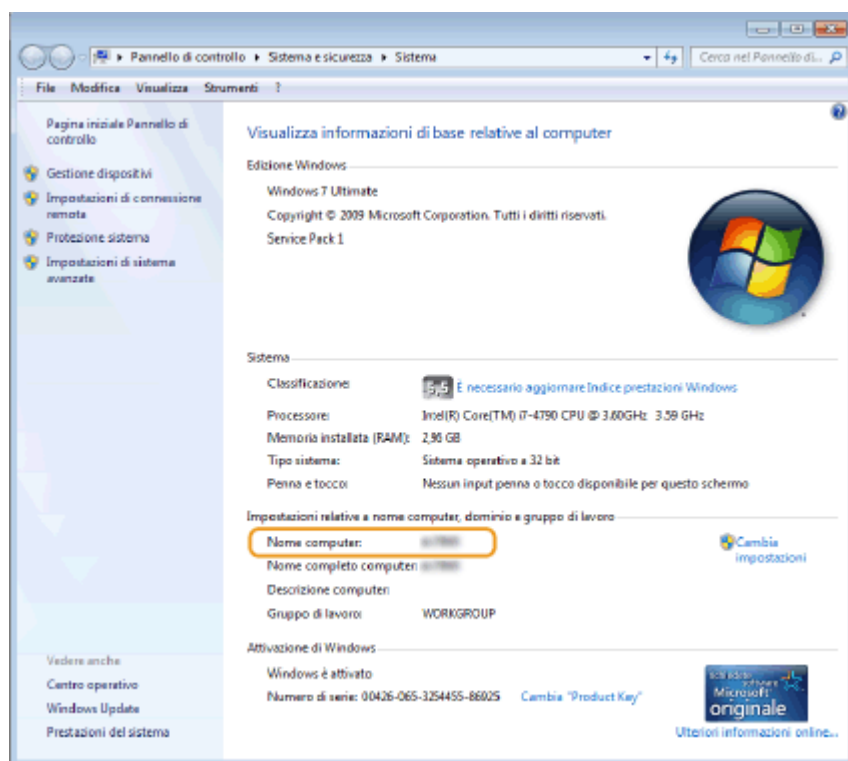 Pannello di controllo ▸ Sistema e sicurezza ▸ Sistema
Cerca nel Pannello di...
File Modifica Visualizza Strumenti ?
Pagina iniziale Pannello di
controllo
Gestione dispositivi
Impostazioni di connessione
remota
Protezione sistema
Impostazioni di sistema
avanzate
Vedere anche
Centro operativo
Windows Update
Prestazioni del sistema
Visualizza informazioni di base relative al computer
Edizione Windows
Windows 7 Ultimate
Copyright © 2009 Microsoft Corporation. Tutti i diritti riservati.
Service Pack 1
Sistema
Classificazione: 5,5 È necessario aggiornare Indice prestazioni Windows
Processore: Intel(R) Core(TM) i7-4790 CPU @ 3.60GHz 3.59 GHz
Memoria installata (RAM): 2,96 GB
Tipo sistema: Sistema operativo a 32 bit
Penna e tocco: Nessun input penna o tocco disponibile per questo schermo
Impostazioni relative a nome computer, dominio e gruppo di lavoro
Nome computer:
Cambia
impostazioni
Nome completo computer:
Descrizione computer:
Gruppo di lavoro: WORKGROUP
Attivazione di Windows
Windows è attivato
Numero di serie: 00426-065-3254455-86925 Cambia "Product Key"
software
Microsoft
originale
Ulteriori informazioni online...